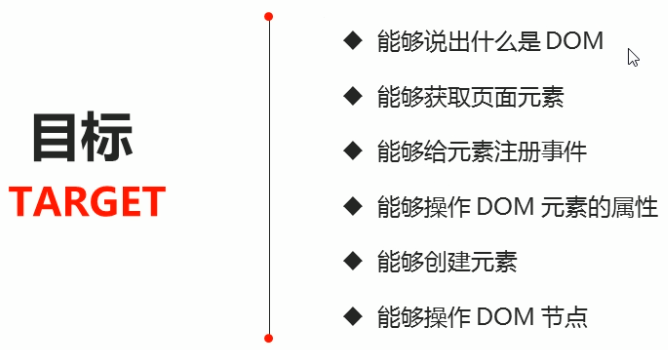 目标
TARGET
能够说出什么是 DOM
能够获取页面元素
能够给元素注册事件
能够操作 DOM 元素的属性
能够创建元素
能够操作 DOM 节点